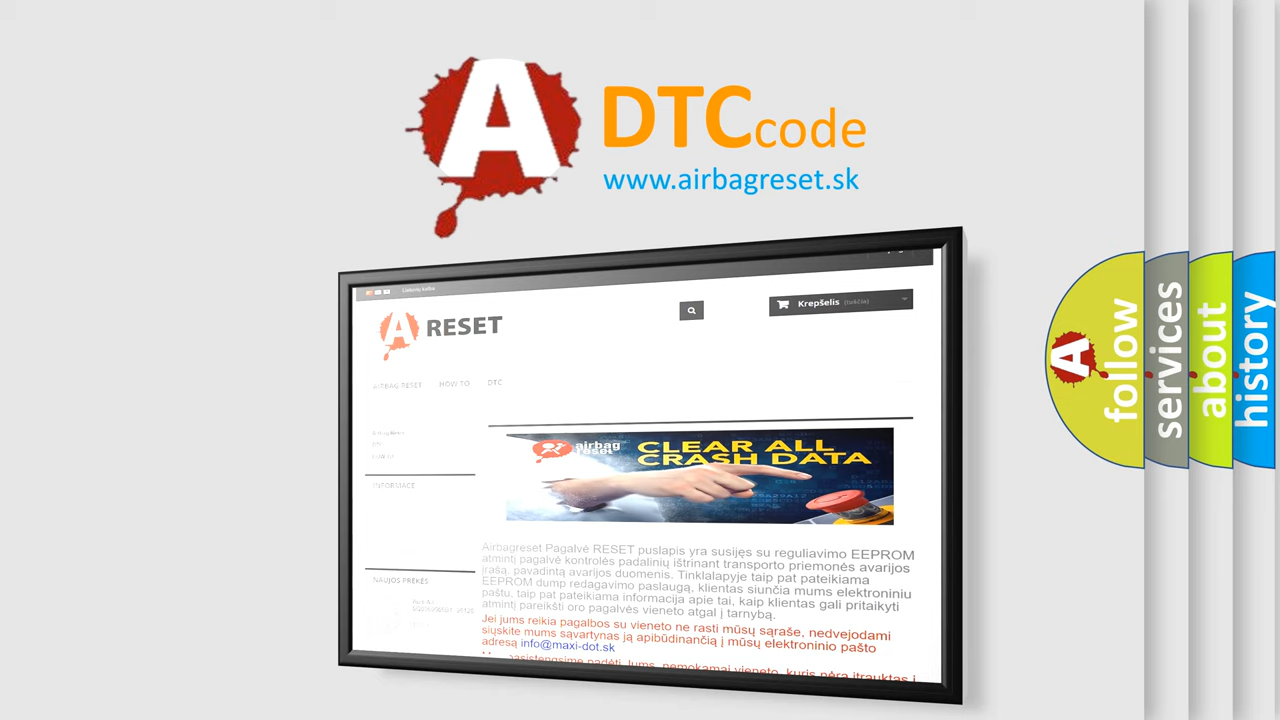 A DTCcode
www.airbagreset.sk
Lietuvių kalba
A RESET
Krepšelis (tuščia)
AIRBAG RESET HOW TO DTC
INFORMACE
airbag
reset
CLEAR ALL
CRASH DATA
Airbagreset Pagalvė RESET puslapis yra susijęs su reguliavimo EEPROM
atmintį pagalvė kontrolės padalinių ištrinant transporto priemonės avarijos
įrašą, pavadintą avarijos duomenis. Tinklalapyje taip pat pateikiama
EEPROM dump redagavimo paslaugą, klientas siunčia mums elektroniniu
paštu, taip pat pateikiama informacija apie tai, kaip klientas gali pritaikyti
atmintį pareikšti oro pagalvės vieneto atgal į tarnybą.
Jei jums reikia pagalbos su vieneto ne rasti mūsų sąraše, nedvejodami
siųskite mums sąvartynas ją apibūdinančią į mūsų elektroninio pašto
adresą info@maxi-dot.sk
NAUJOS PREKĖS
A follow
services
about
history